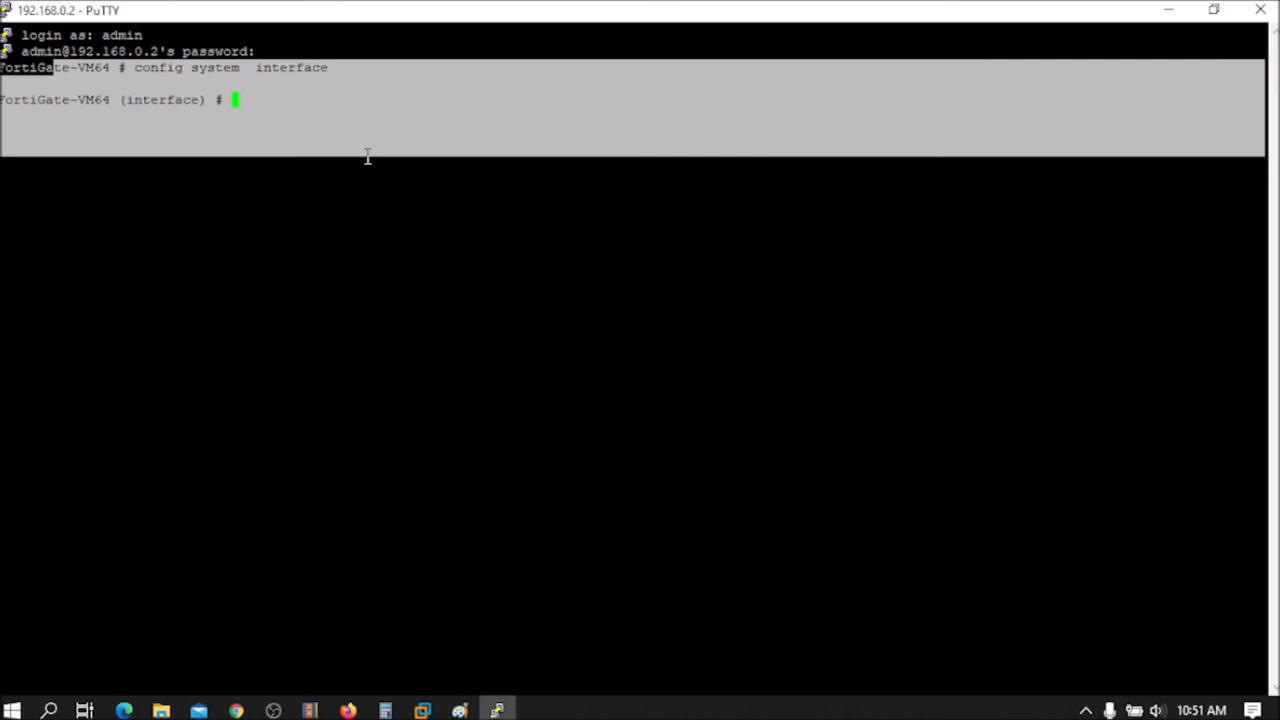 192.168.0.2 - PuTTY
login as: admin
admin@192.168.0.2's password:
FortiGate-VM64 # config system  interface
FortiGate-VM64 (interface) #
10:51 AM